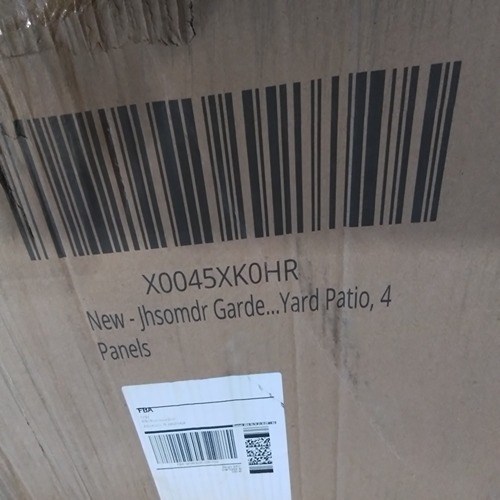 X0045XK0HR
New - Jhsomdr Garde...Yard Patio, 4
Panels
FBA